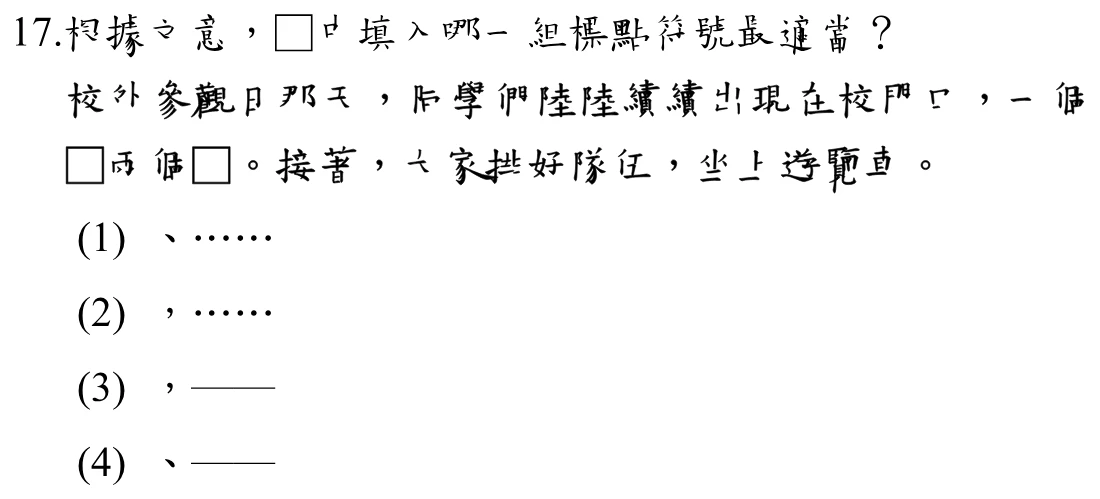 17.根據文意，□中填入哪一組標點符號最適當？
校外參觀日那天，同學們陸陸續續出現在校門口，一個
□兩個□。接著，大家排好隊伍，坐上遊覽車。
(1) 、……
(2) ，……
(3) ，——
(4) 、——